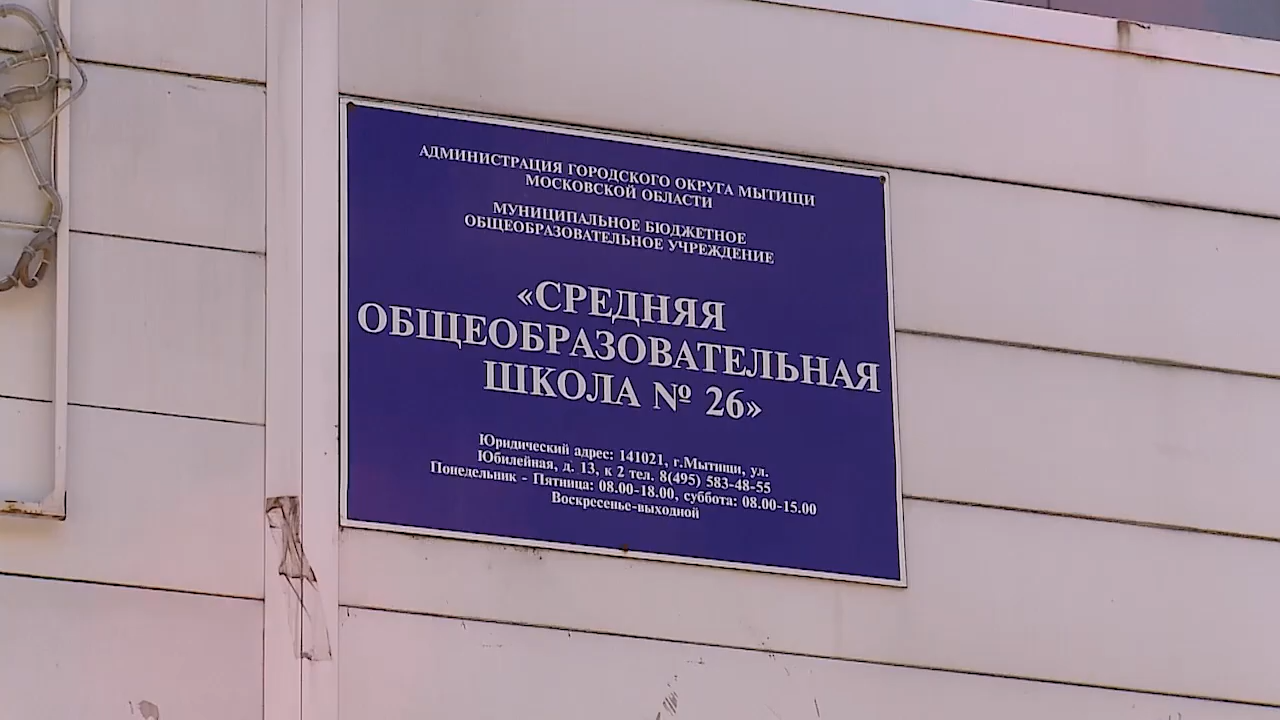 АДМИНИСТРАЦИЯ ГОРОДСКОГО ОКРУГА МЫТИЩИ
МОСКОВСКОЙ ОБЛАСТИ
МУНИЦИПАЛЬНОЕ БЮДЖЕТНОЕ
ОБЩЕОБРАЗОВАТЕЛЬНОЕ УЧРЕЖДЕНИЕ
«СРЕДНЯЯ
ОБЩЕОБРАЗОВАТЕЛЬНАЯ
ШКОЛА № 26»
Юридический адрес: 141021, г.Мытищи, ул.
Юбилейная, д. 13, к 2 тел. 8(495) 583-48-55
Понедельник - Пятница: 08.00-18.00, суббота: 08.00-15.00
Воскресенье-выходной